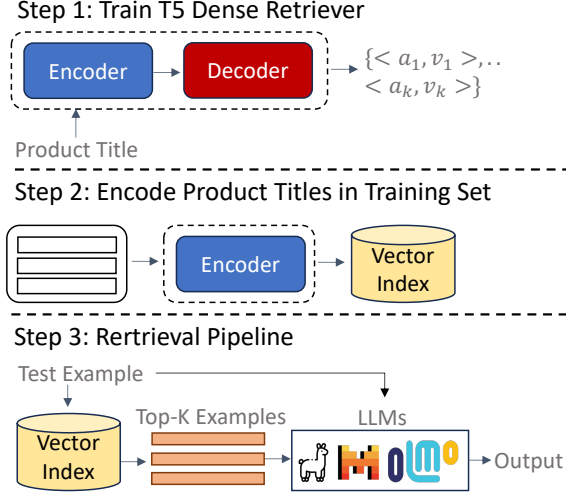 Step 1: Train T5 Dense Retriever
Encoder
Decoder
{< a₁, v₁ >,..
< aₖ, vₖ >}
Product Title
Step 2: Encode Product Titles in Training Set
Encoder
Vector
Index
Step 3: Rertrieval Pipeline
Test Example
Top-K Examples
LLMs
Vector
Index
M
olmo
Output